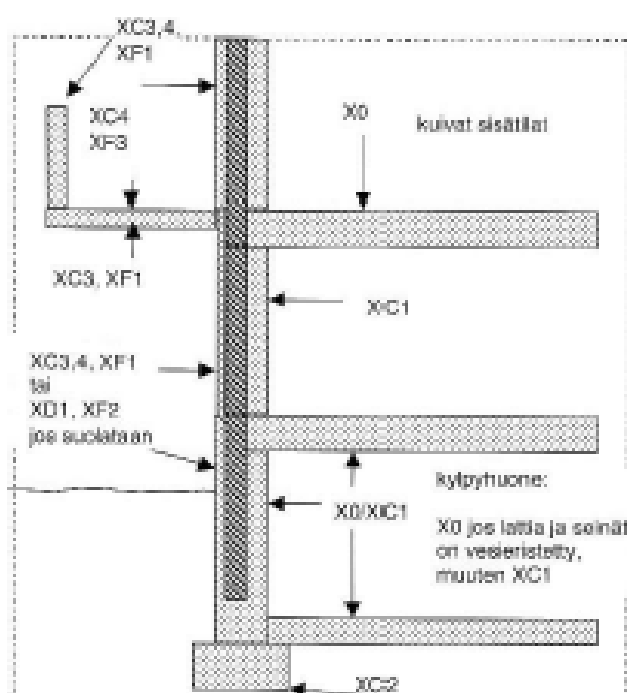 XC3,4,
XF1
XC4
XF3
X0
kuivat sisätilat
XC3, XF1
XC1
XC3,4, XF1
tai
XD1, XF2
jos suolataan
kylpyhuone:
X0/XC1
X0 jos lattia ja seinät
on vesieristetty,
muuten XC1
XC2